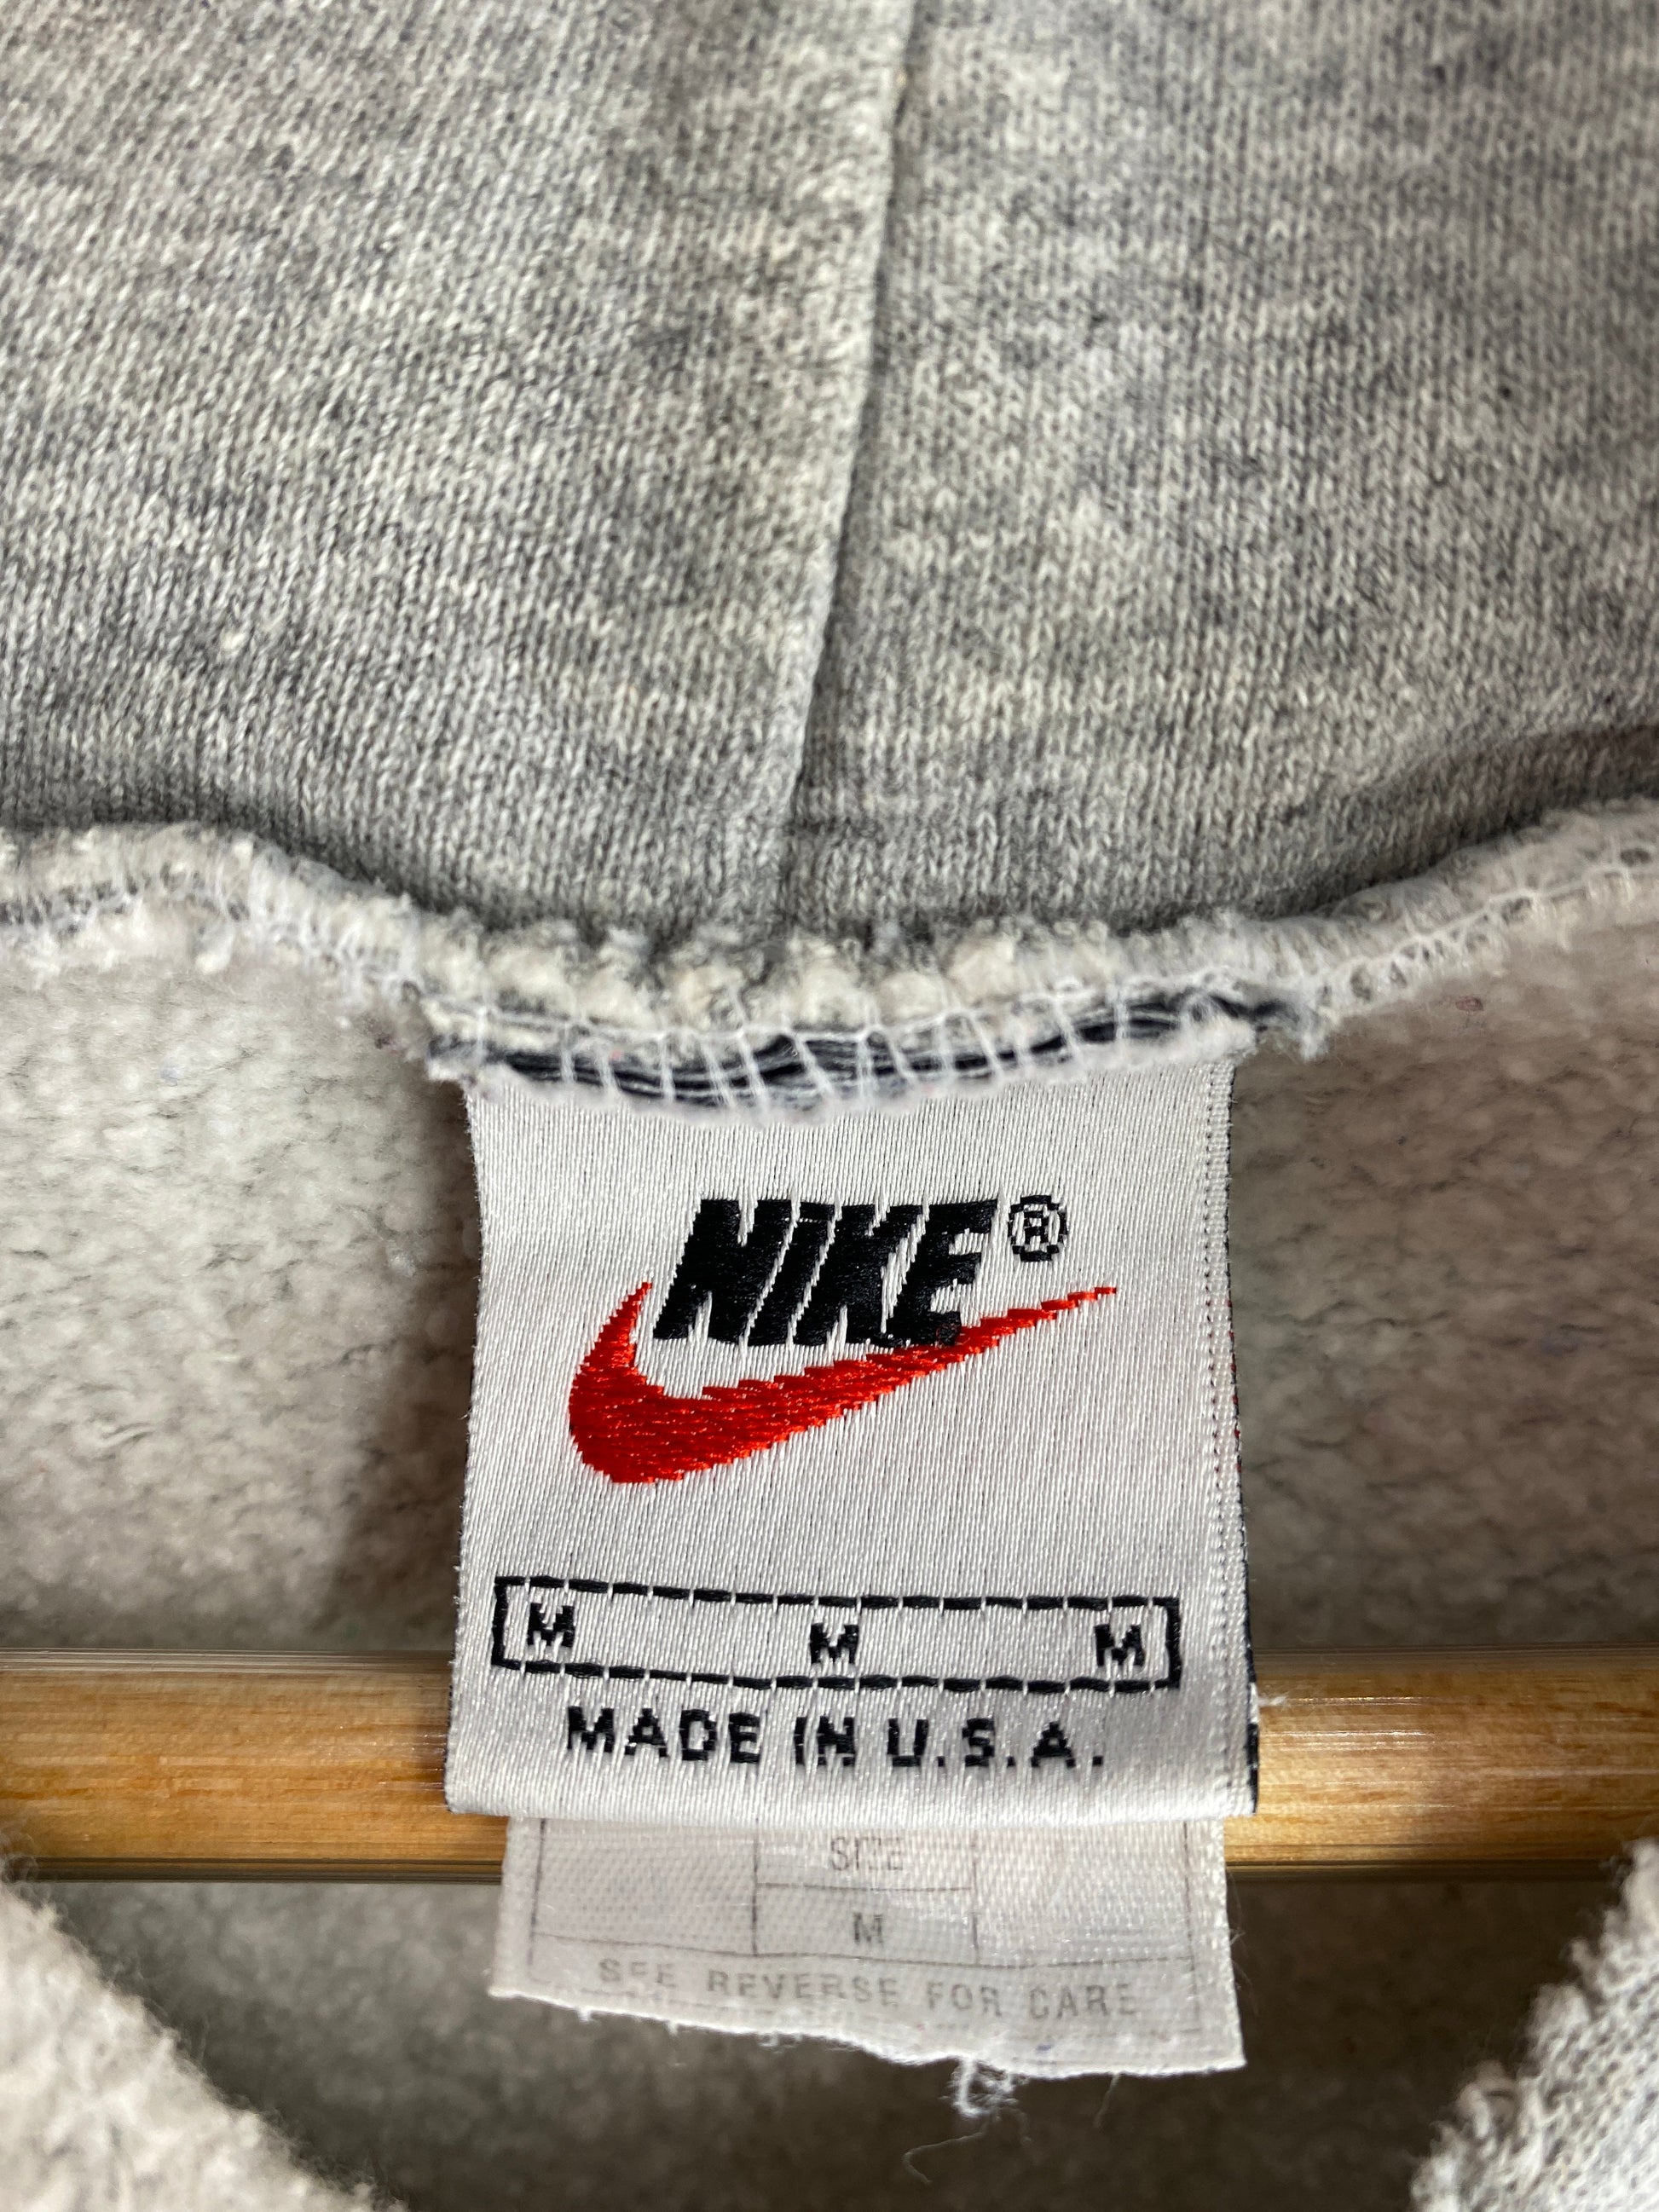 NIKE®
M M M
MADE IN U.S.A.
SIZE
M
SEE REVERSE FOR CARE